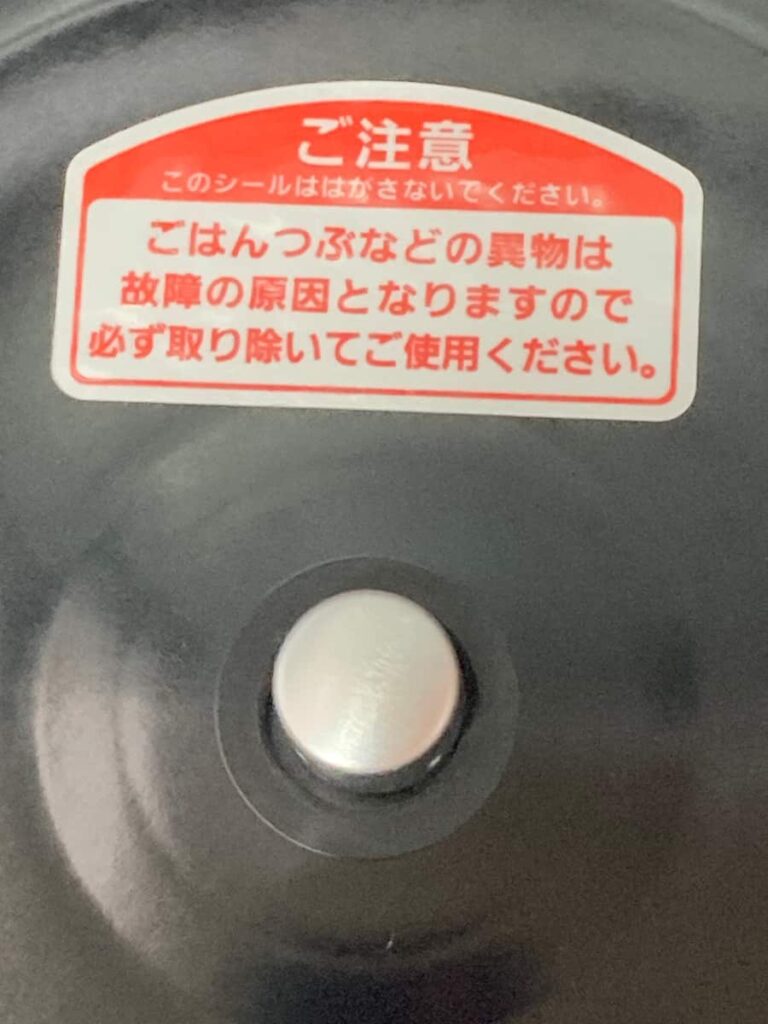 ご注意
このシールははがさないでください。
ごはんつぶなどの異物は
故障の原因となりますので
必ず取り除いてご使用ください。